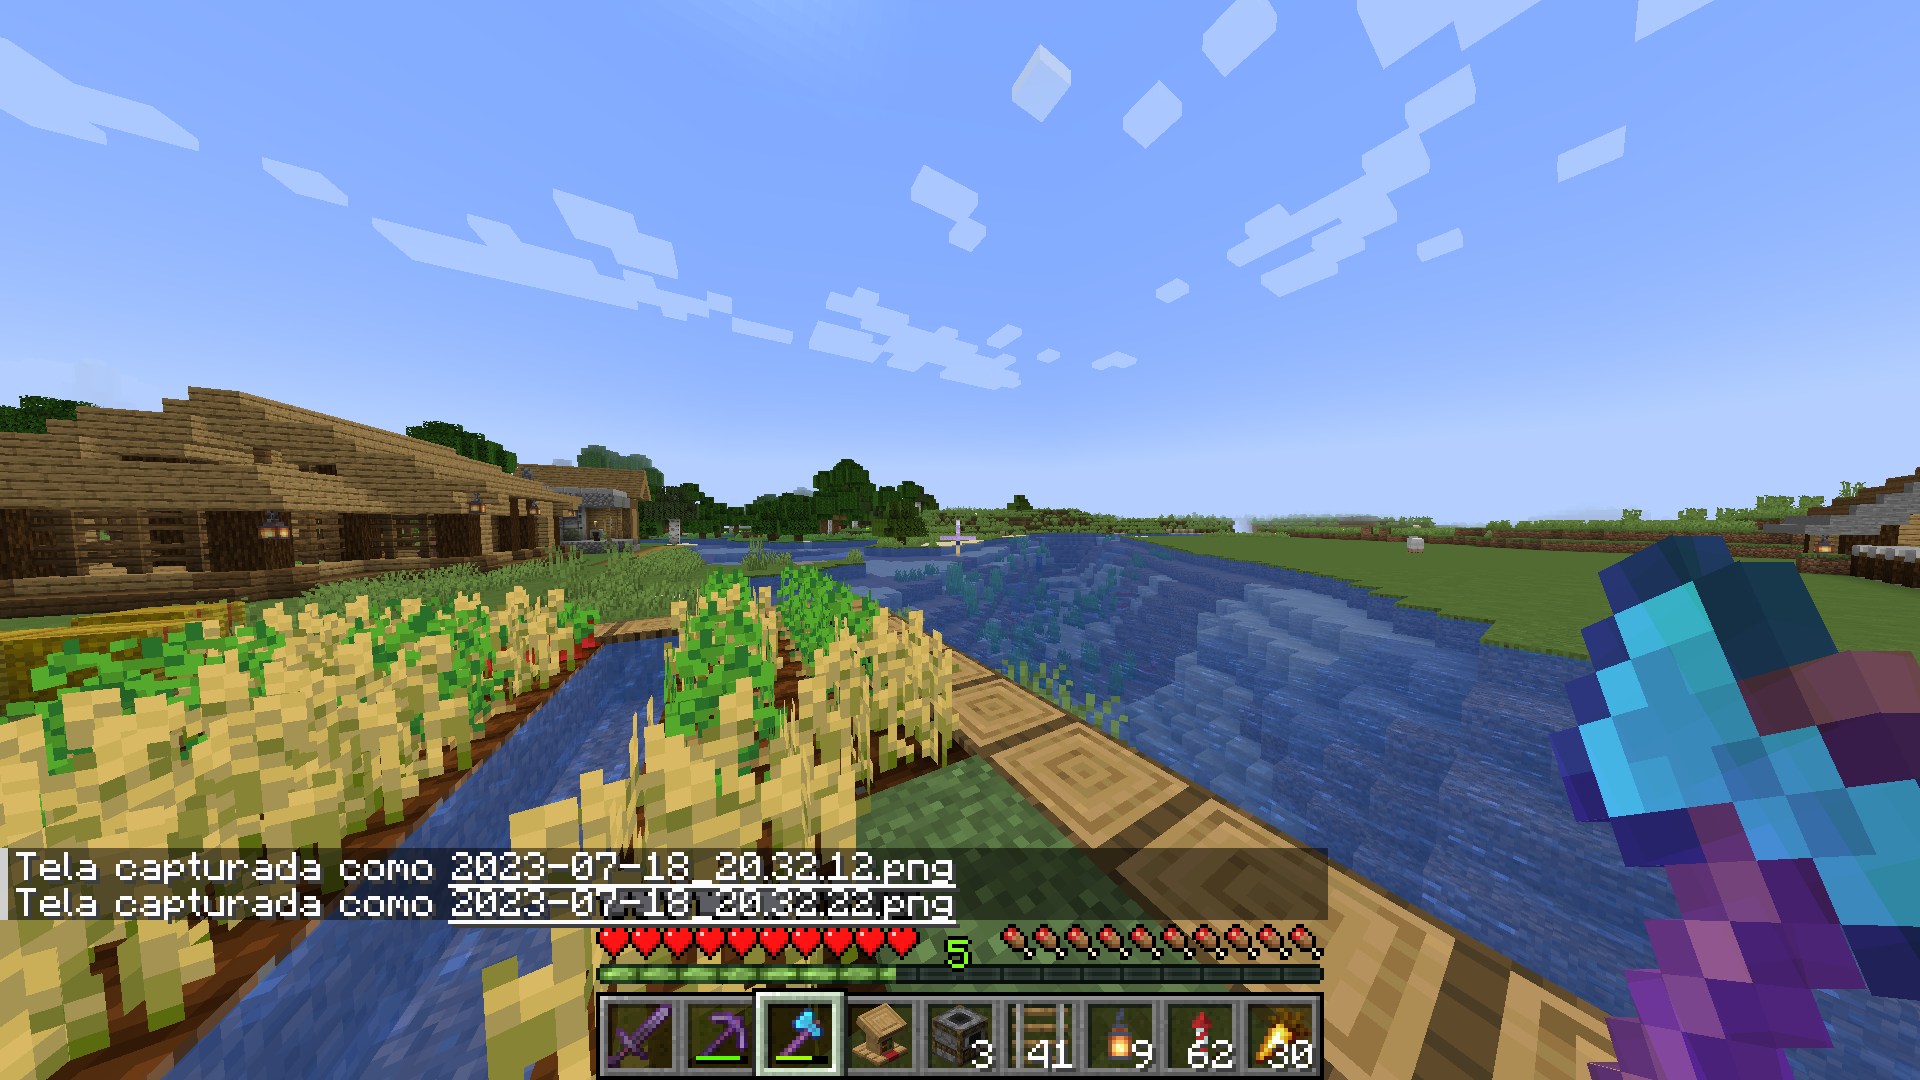 Tela capturada como 2023-07-18_20.32.12.png
Tela capturada como 2023-07-18_20.32.22.png
5
3 41 9 62 30